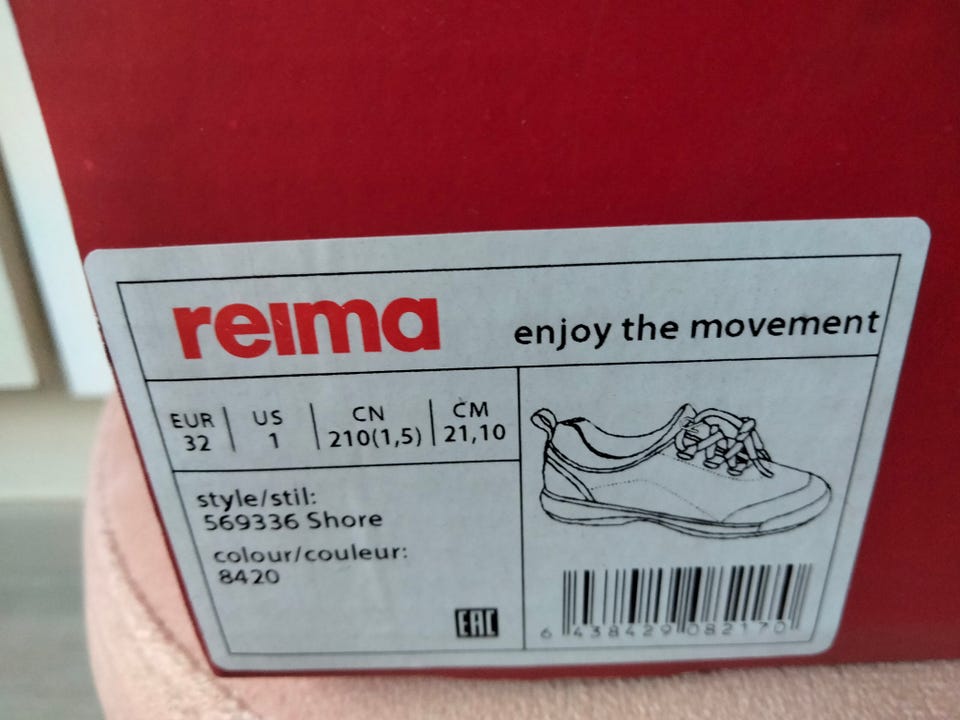 reima
enjoy the movement
EUR | US | CN | CM
32 | 1 | 210(1,5) | 21,10
style/stil:
569336 Shore
colour/couleur:
8420
EAC
6 438429 082170